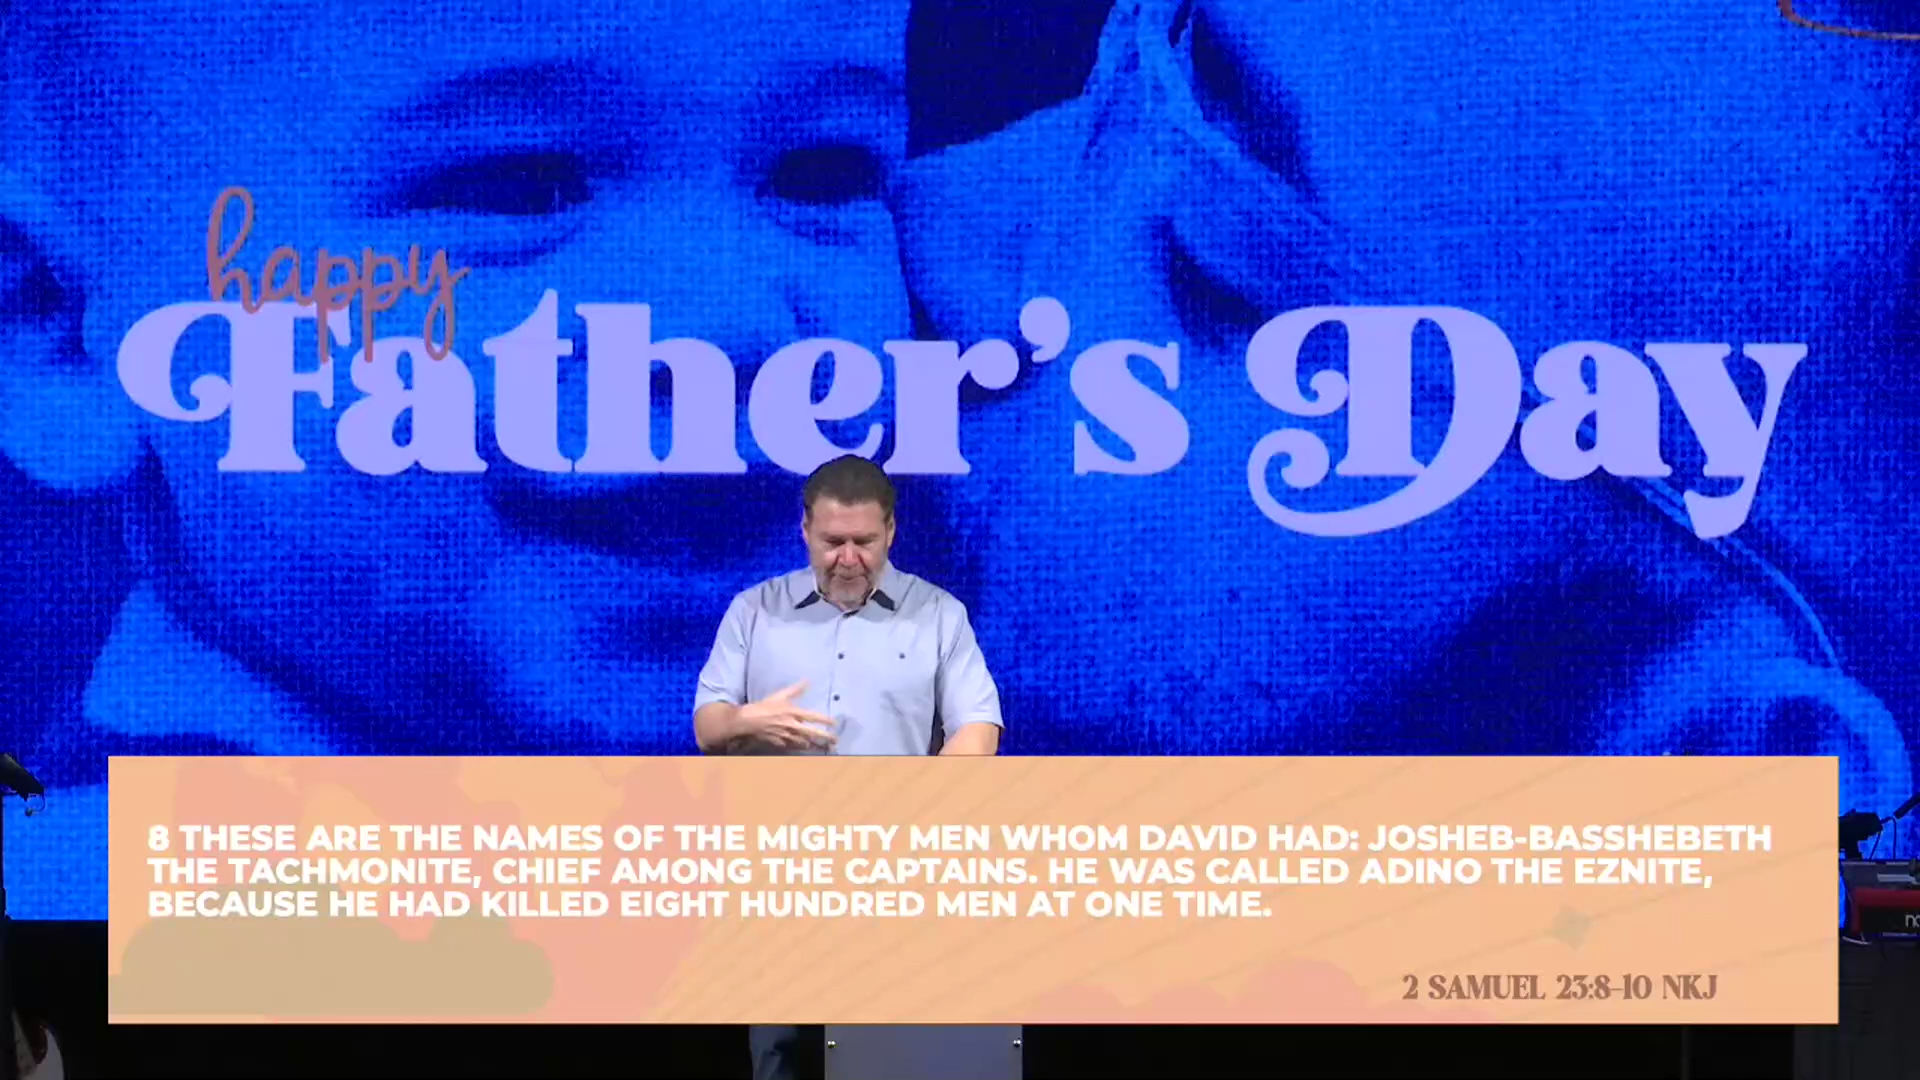 happy
Father's Day
8 THESE ARE THE NAMES OF THE MIGHTY MEN WHOM DAVID HAD: JOSHEB-BASSHEBETH
THE TACHMONITE, CHIEF AMONG THE CAPTAINS. HE WAS CALLED ADINO THE EZNITE,
BECAUSE HE HAD KILLED EIGHT HUNDRED MEN AT ONE TIME.
2 SAMUEL 23:8-10 NKJ